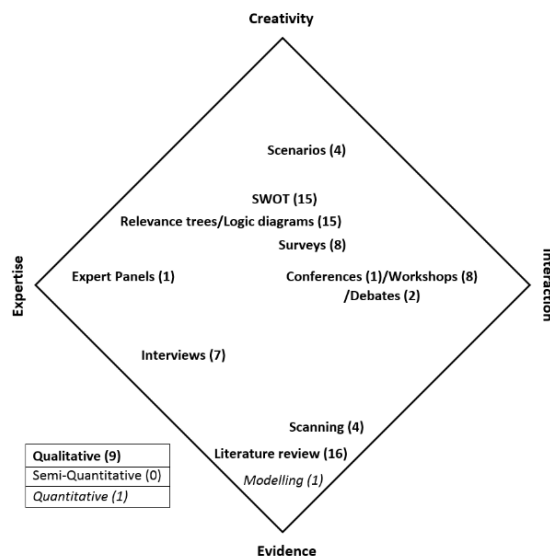 Creativity
Scenarios (4)
SWOT (15)
Relevance trees/Logic diagrams (15)
Surveys (8)
Expertise
Expert Panels (1)
Conferences (1)/Workshops (8)
/Debates (2)
Interaction
Interviews (7)
Scanning (4)
Literature review (16)
Modelling (1)
Qualitative (9)
Semi-Quantitative (0)
Quantitative (1)
Evidence